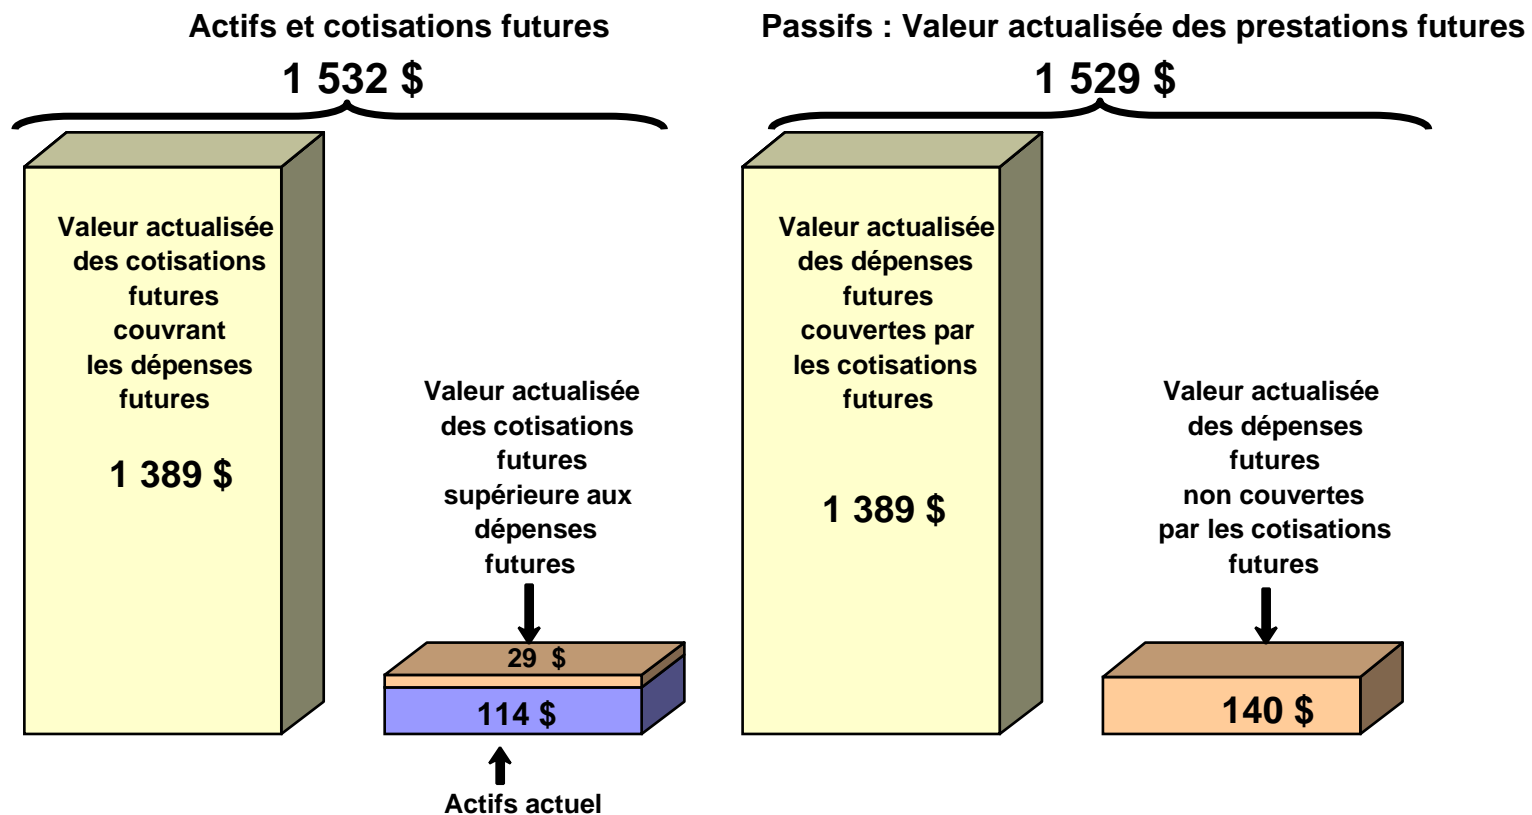 Actifs et cotisations futures
1 532 $
Valeur actualisée
des cotisations
futures
couvrant
les dépenses
futures
1 389 $
Valeur actualisée
des cotisations
futures
supérieure aux
dépenses
futures
29 $
114 $
Actifs actuel
Passifs : Valeur actualisée des prestations futures
1 529 $
Valeur actualisée
des dépenses
futures
couvertes par
les cotisations
futures
1 389 $
Valeur actualisée
des dépenses
futures
non couvertes
par les cotisations
futures
140 $